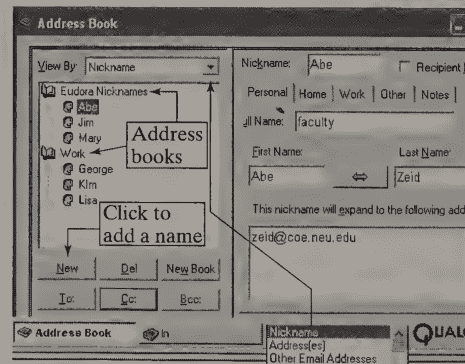 Address Book
View By: Nickname
Eudora Nicknames
Abe
Jim
Mary
Work
George
Kim
Lisa
Address books
Click to add a name
New Del New Book
To: Cc: Bcc:
Nickname: Abe Recipient
Personal Home Work Other Notes
ull Name: faculty
First Name: Last Name:
Abe Zeid
This nickname will expand to the following add
zeid@coe.neu.edu
Address Book In
Nickname
Address(es)
Other Email Addresses
QUALC